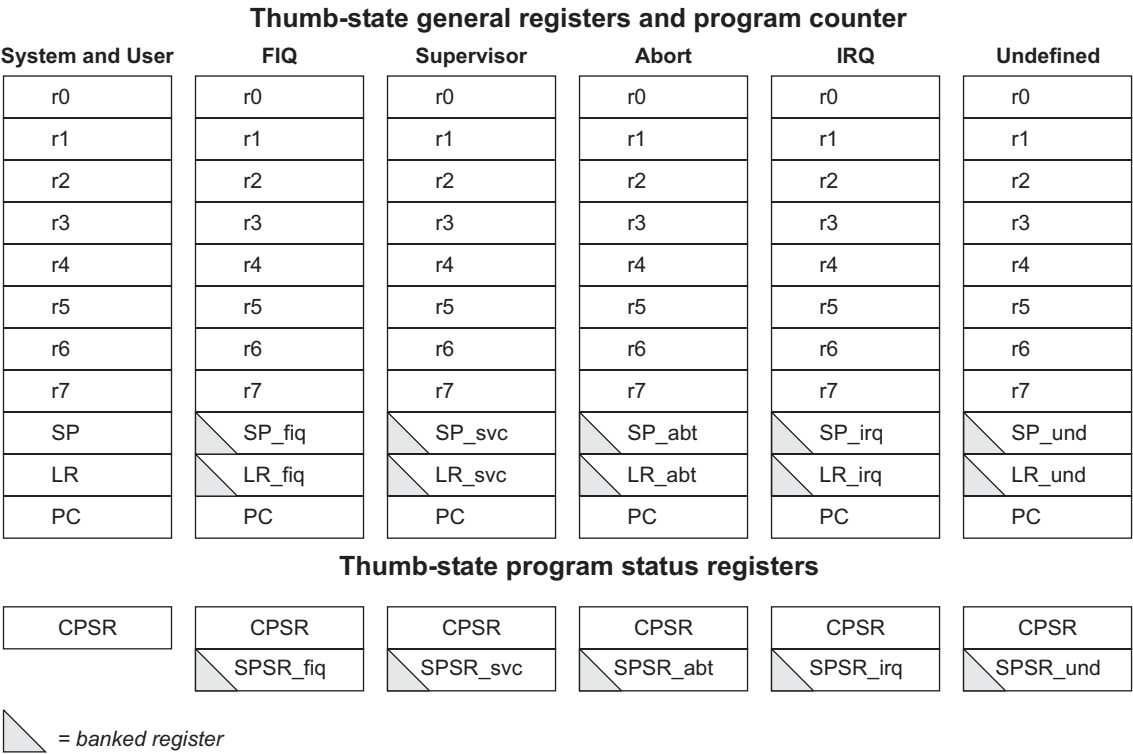 Thumb-state general registers and program counter
System and User FIQ Supervisor Abort IRQ Undefined
r0 r0 r0 r0 r0 r0
r1 r1 r1 r1 r1 r1
r2 r2 r2 r2 r2 r2
r3 r3 r3 r3 r3 r3
r4 r4 r4 r4 r4 r4
r5 r5 r5 r5 r5 r5
r6 r6 r6 r6 r6 r6
r7 r7 r7 r7 r7 r7
SP SP_fiq SP_svc SP_abt SP_irq SP_und
LR LR_fiq LR_svc LR_abt LR_irq LR_und
PC PC PC PC PC PC
Thumb-state program status registers
CPSR CPSR CPSR CPSR CPSR CPSR
SPSR_fiq SPSR_svc SPSR_abt SPSR_irq SPSR_und
= banked register